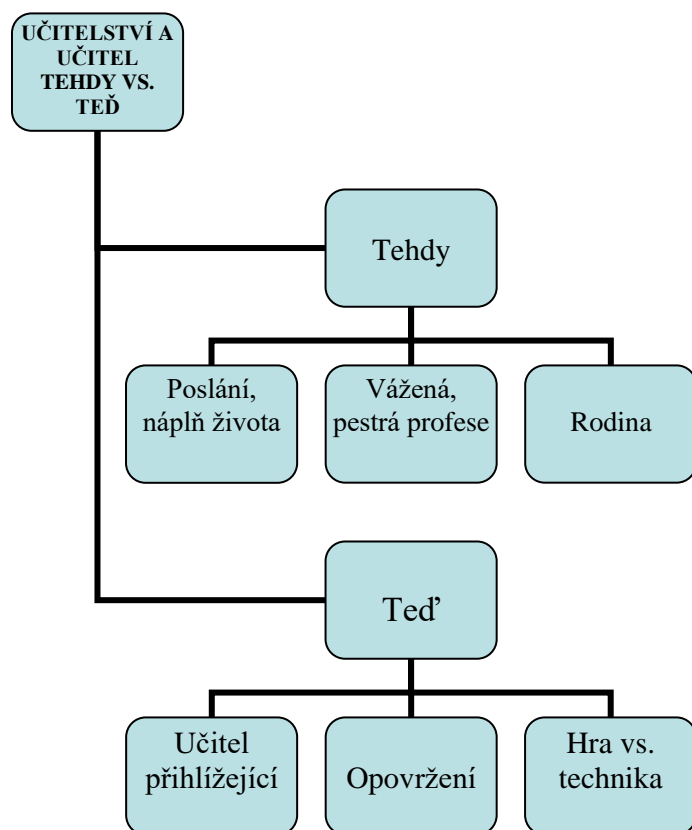 UČITELSTVÍ A
UČITEL
TEHDY VS.
TEĎ
Tehdy
Poslání,
náplň života
Vážená,
pestrá profese
Rodina
Teď
Učitel
přihlížející
Opovržení
Hra vs.
technika